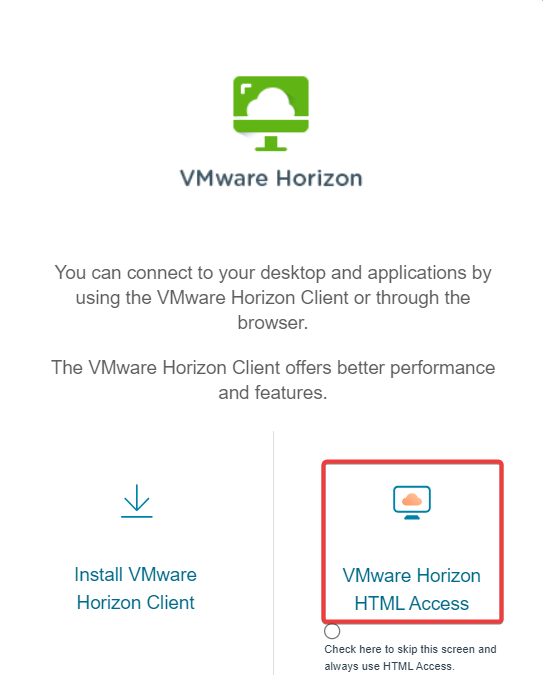 VMware Horizon
You can connect to your desktop and applications by
using the VMware Horizon Client or through the
browser.
The VMware Horizon Client offers better performance
and features.
Install VMware
Horizon Client
VMware Horizon
HTML Access
Check here to skip this screen and
always use HTML Access.